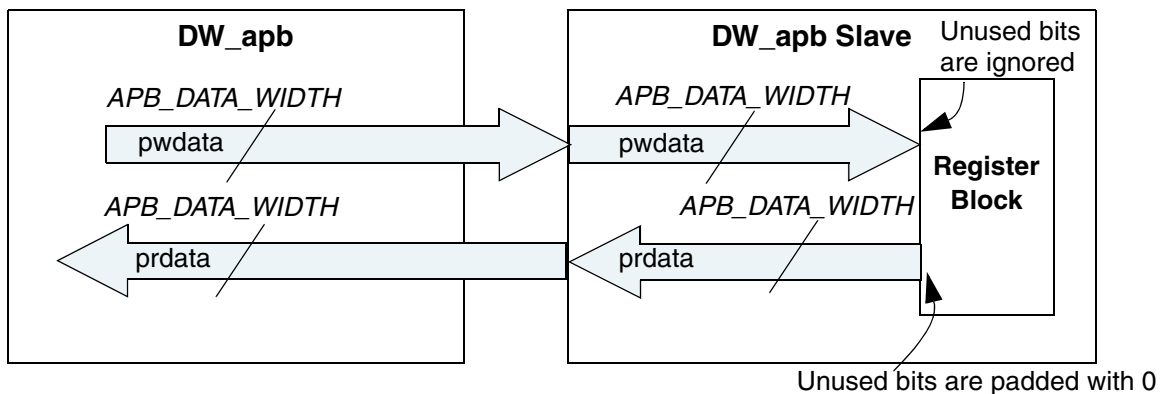 DW_apb
DW_apb Slave
Unused bits
are ignored
APB_DATA_WIDTH
APB_DATA_WIDTH
pwdata
pwdata
Register
Block
APB_DATA_WIDTH
APB_DATA_WIDTH
prdata
prdata
Unused bits are padded with 0